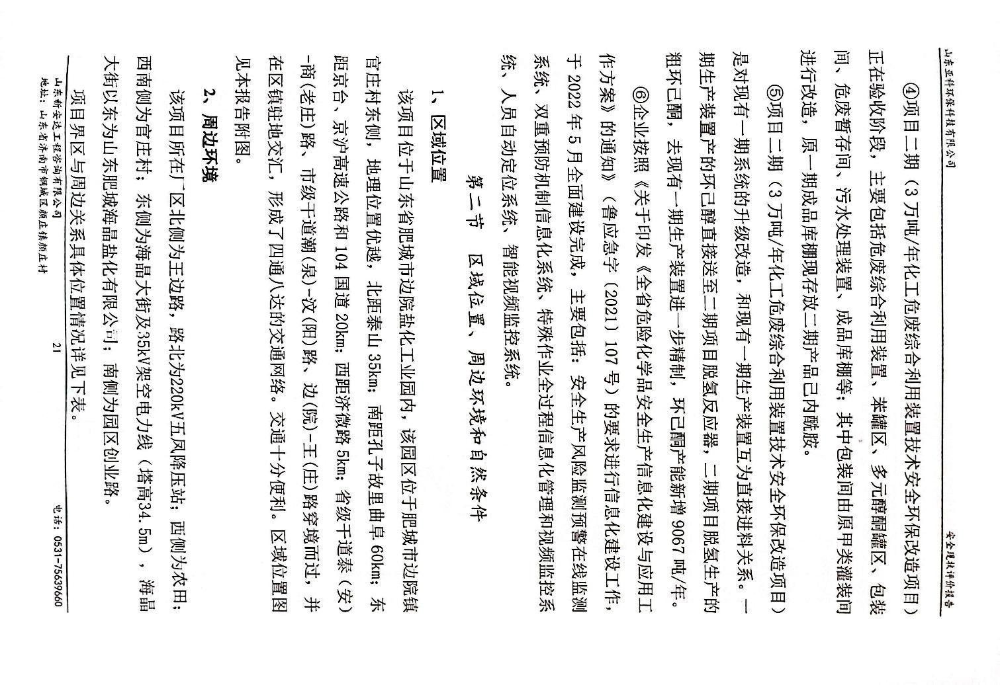 山东亚科环保科技有限公司 安全现状评价报告
④项目二期（3 万吨/年化工危废综合利用装置技术安全环保改造项目）
正在验收阶段，主要包括危废综合利用装置、苯罐区、多元醇酮罐区、包装
间、危废暂存间、污水处理装置、成品库棚等；其中包装间由原甲类灌装间
进行改造，原一期成品库棚现存放二期产品己内酰胺。
⑤项目二期（3 万吨/年化工危废综合利用装置技术安全环保改造项目）
是对现有一期系统的升级改造，和现有一期生产装置互为直接进料关系。一
期生产装置产的环己醇直接送至二期项目脱氢反应器，二期项目脱氢生产的
粗环己酮，去现有一期生产装置进一步精制，环己酮产能新增 9067 吨/年。
⑥企业按照《关于印发《全省危险化学品安全生产信息化建设与应用工
作方案》的通知》（鲁应急字〔2021〕107 号）的要求进行信息化建设工作，
于 2022 年 5 月全面建设完成，主要包括：安全生产风险监测预警在线监测
系统、双重预防机制信息化系统、特殊作业全过程信息化管理和视频监控系
统、人员自动定位系统、智能视频监控系统。
第二节 区域位置、周边环境和自然条件
1、区域位置
该项目位于山东省肥城市边院盐化工业园内，该园区位于肥城市边院镇
官庄村东侧，地理位置优越，北距泰山 35km；南距孔子故里曲阜 60km；东
距京台、京沪高速公路和 104 国道 20km；西距济微路 5km；省级干道泰（安）
-商(老庄)路、市级干道潮(泉)-汶(阳)路、边(院)-王(庄)路穿境而过，并
在区镇驻地交汇，形成了四通八达的交通网络。交通十分便利。区域位置图
见本报告附图。
2、周边环境
该项目所在厂区北侧为王边路，路北为220kV五凤降压站；西侧为农田；
西南侧为官庄村；东侧为海晶大街及35kV架空电力线（塔高34.5m），海晶
大街以东为山东肥城海晶盐化有限公司；南侧为园区创业路。
项目界区与周边关系具体位置情况详见下表。
山东新安达工程咨询有限公司 21 电话：0531-75639660
地址：山东省济南市钢城区颜庄镇颜庄村